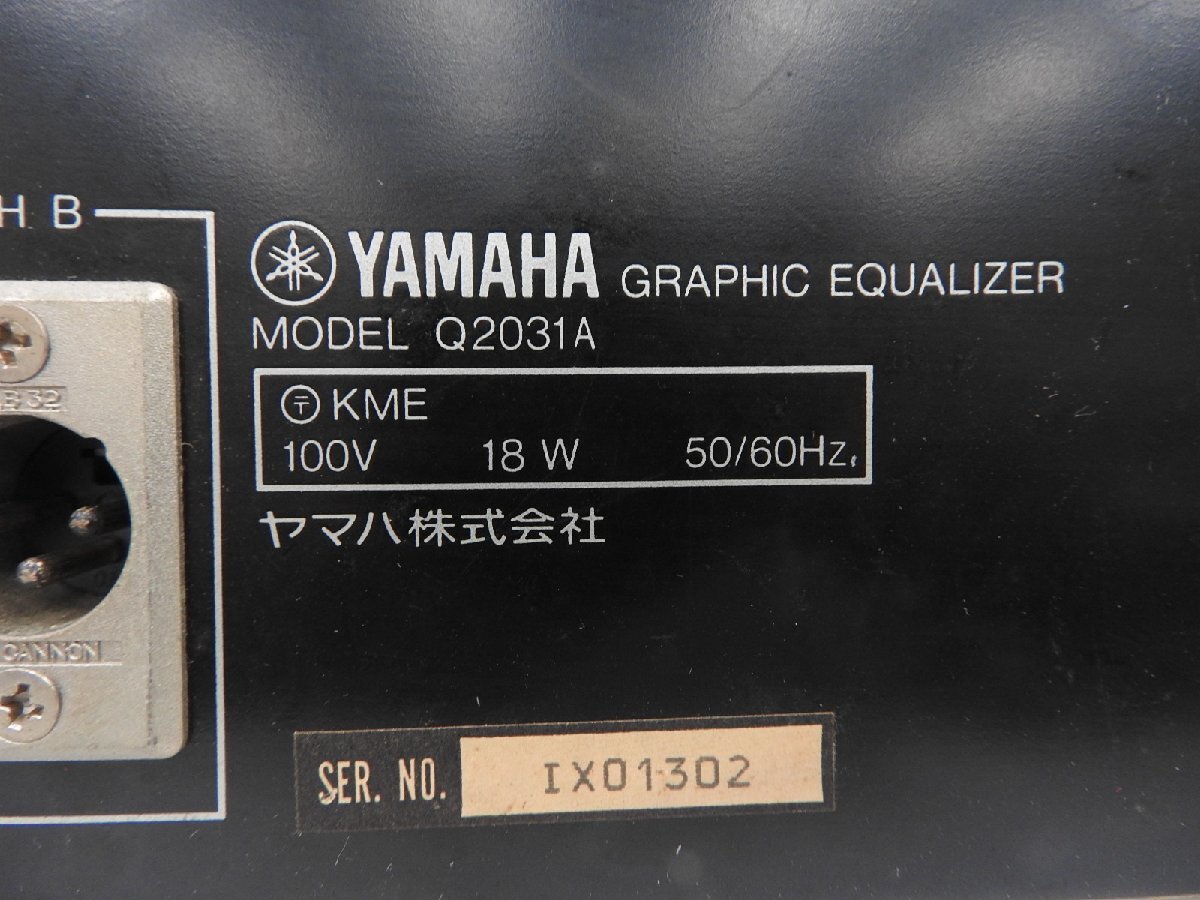 H B
YAMAHA GRAPHIC EQUALIZER
MODEL Q2031A
〒 KME
100V 18 W 50/60Hz.
ヤマハ株式会社
32
CANNON
SER. NO. IX01302